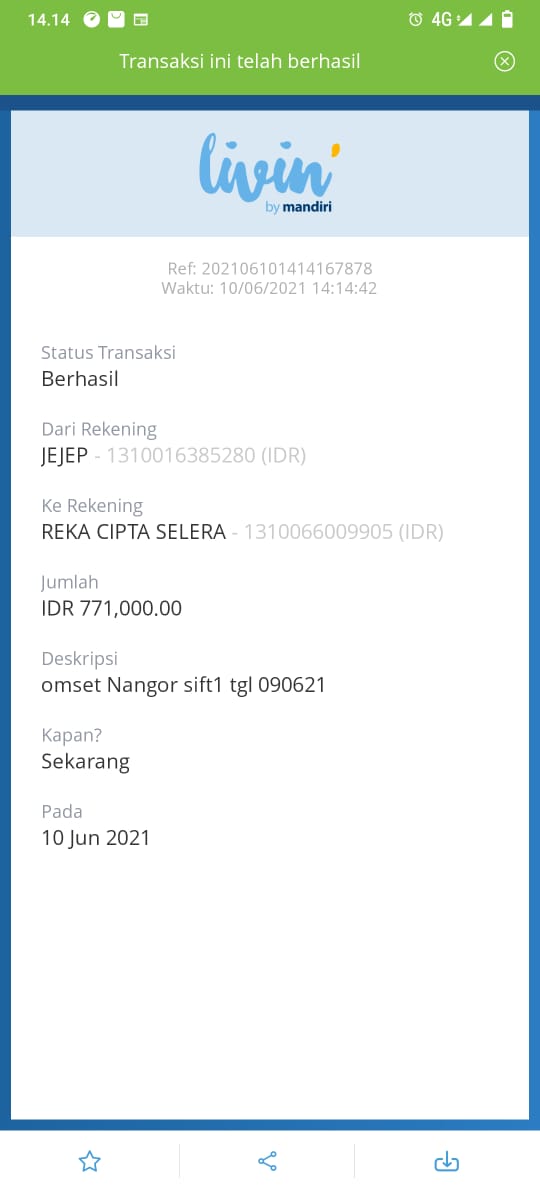 14.14
4G
Transaksi ini telah berhasil
livin'
by mandiri
Ref: 202106101414167878
Waktu: 10/06/2021 14:14:42
Status Transaksi
Berhasil
Dari Rekening
JEJEP - 1310016385280 (IDR)
Ke Rekening
REKA CIPTA SELERA - 1310066009905 (IDR)
Jumlah
IDR 771,000.00
Deskripsi
omset Nangor sift1 tgl 090621
Kapan?
Sekarang
Pada
10 Jun 2021